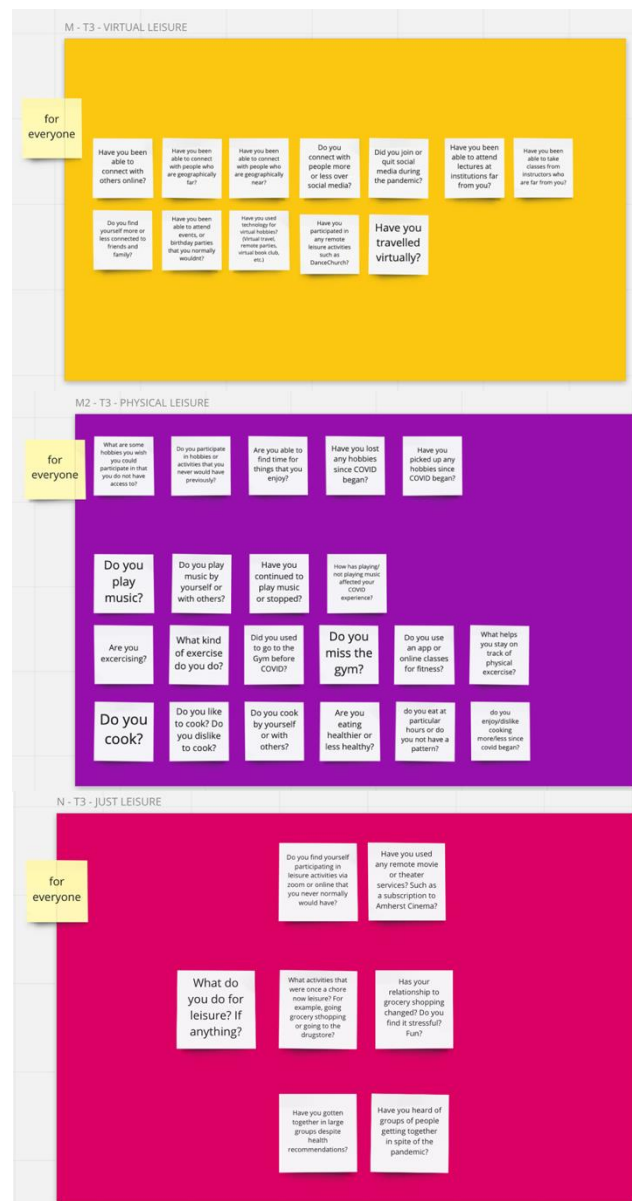 M - T3 - VIRTUAL LEISURE
for
everyone
Have you been
able to
connect with
others online?
Have you been
able to connect
with people who
are geographically
far?
Have you been
able to connect
with people who
are geographically
near?
Do you
connect with
people more
or less over
social media?
Did you join or
quit social
media during
the pandemic?
Have you been
able to attend
lectures at
institutions far
from you?
Have you been
able to take
classes from
instructors who
are far from you?
Do you find
yourself more or
less connected to
friends and
family?
Have you been
able to attend
events, or
birthday parties
that you normally
wouldnt?
Have you used
technology for
virtual hobbies?
(Virtual travel,
remote parties,
virtual book club,
etc.)
Have you
participated in
any remote
leisure activities
such as
DanceChurch?
Have you
travelled
virtually?
M2 - T3 - PHYSICAL LEISURE
for
everyone
What are some
hobbies you wish
you could
participate in that
you do not have
access to?
Do you participate
in hobbies or
activities that you
never would have
previously?
Are you able to
find time for
things that you
enjoy?
Have you lost
any hobbies
since COVID
began?
Have you
picked up any
hobbies since
COVID began?
Do you
play
music?
Do you play
music by
yourself or
with others?
Have you
continued to
play music
or stopped?
How has playing/
not playing music
affected your
COVID
experience?
Are you
excercising?
What kind
of exercise
do you do?
Did you used
to go to the
Gym before
COVID?
Do you
miss the
gym?
Do you use
an app or
online classes
for fitness?
What helps
you stay on
track of
physical
excercise?
Do you
cook?
Do you like
to cook? Do
you dislike
to cook?
Do you cook
by yourself
or with
others?
Are you
eating
healthier or
less healthy?
do you eat at
particular
hours or do
you not have a
pattern?
do you
enjoy/dislike
cooking
more/less since
covid began?
N - T3 - JUST LEISURE
for
everyone
Do you find yourself
participating in
leisure activities via
zoom or online that
you never normally
would have?
Have you used
any remote movie
or theater
services? Such as
a subscription to
Amherst Cinema?
What do
you do for
leisure? If
anything?
What activities that
were once a chore
now leisure? For
example, going
grocery sthopping
or going to the
drugstore?
Has your
relationship to
grocery shopping
changed? Do you
find it stressful?
Fun?
Have you gotten
together in large
groups despite
health
recommendations?
Have you heard of
groups of people
getting together
in spite of the
pandemic?